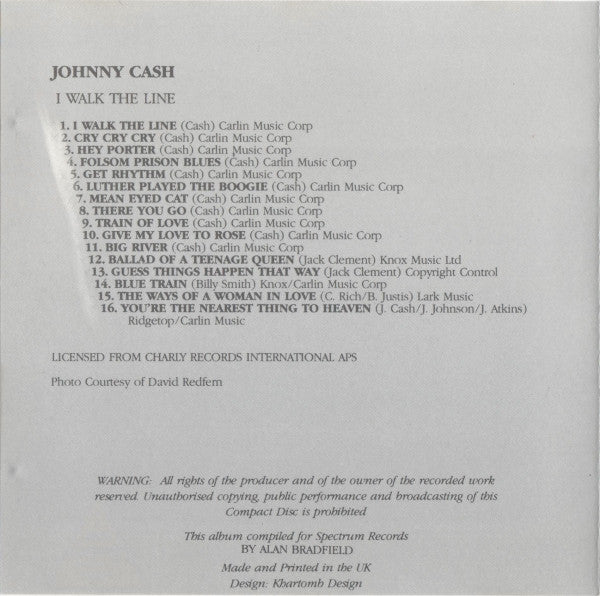 JOHNNY CASH
I WALK THE LINE
1. I WALK THE LINE (Cash) Carlin Music Corp
2. CRY CRY CRY (Cash) Carlin Music Corp
3. HEY PORTER (Cash) Carlin Music Corp
4. FOLSOM PRISON BLUES (Cash) Carlin Music Corp
5. GET RHYTHM (Cash) Carlin Music Corp
6. LUTHER PLAYED THE BOOGIE (Cash) Carlin Music Corp
7. MEAN EYED CAT (Cash) Carlin Music Corp
8. THERE YOU GO (Cash) Carlin Music Corp
9. TRAIN OF LOVE (Cash) Carlin Music Corp
10. GIVE MY LOVE TO ROSE (Cash) Carlin Music Corp
11. BIG RIVER (Cash) Carlin Music Corp
12. BALLAD OF A TEENAGE QUEEN (Jack Clement) Knox Music Ltd
13. GUESS THINGS HAPPEN THAT WAY (Jack Clement) Copyright Control
14. BLUE TRAIN (Billy Smith) Knox/Carlin Music Corp
15. THE WAYS OF A WOMAN IN LOVE (C. Rich/B. Justis) Lark Music
16. YOU'RE THE NEAREST THING TO HEAVEN (J. Cash/J. Johnson/J. Atkins)
Ridgetop/Carlin Music
LICENSED FROM CHARLY RECORDS INTERNATIONAL APS
Photo Courtesy of David Redfern
WARNING: All rights of the producer and of the owner of the recorded work
reserved. Unauthorised copying, public performance and broadcasting of this
Compact Disc is prohibited
This album compiled for Spectrum Records
BY ALAN BRADFIELD
Made and Printed in the UK
Design: Khartomb Design